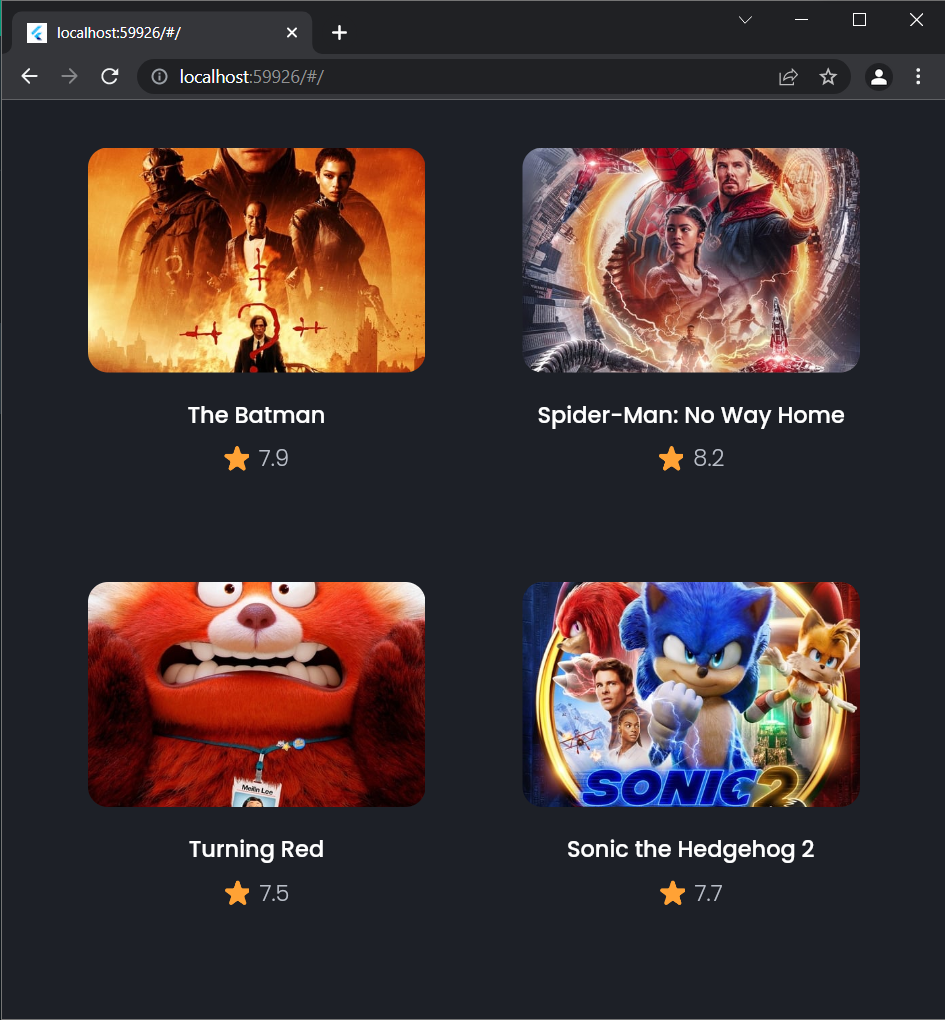 localhost:59926/#/
localhost:59926/#/
The Batman
7.9
Spider-Man: No Way Home
8.2
Meilin Lee
SONIC 2
Turning Red
7.5
Sonic the Hedgehog 2
7.7